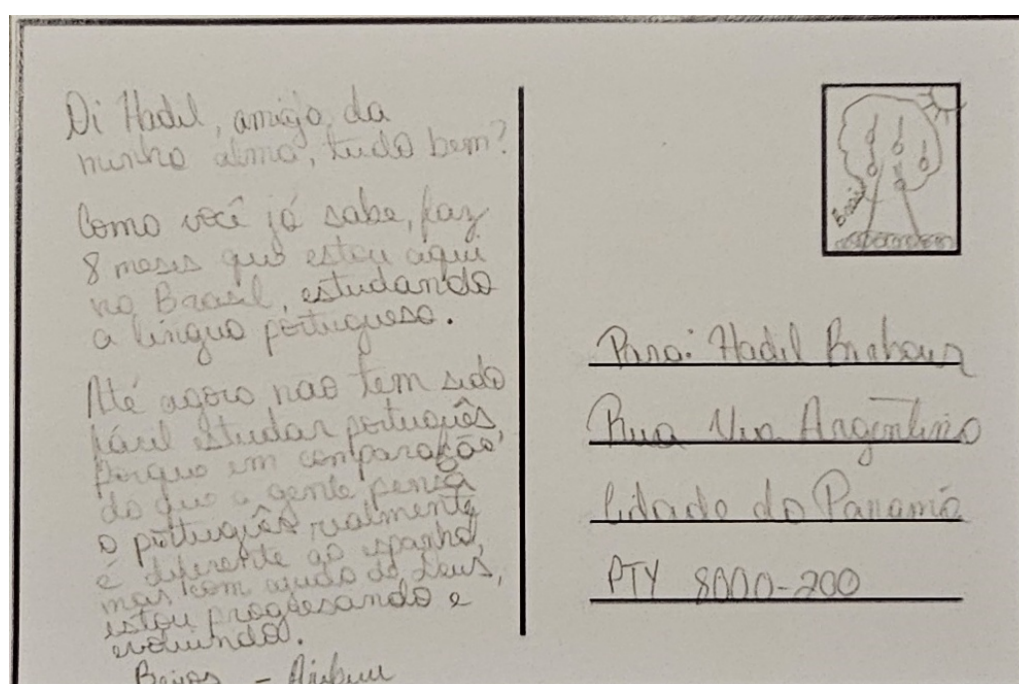 Oi Hadil, amigo da
minha alma, tudo bem?
Como você já sabe, faz
8 meses que estou aqui
no Brasil, estudando
a língua portuguesa.
Até agora não tem sido
fácil estudar português,
porque em comparação
do que a gente pensa
o português realmente
é diferente ao espanhol,
mas com ajuda de Deus,
estou progresando e
evoluindo.
Beijos -
Brasil
Para: Hadil
Rua Via Argentina
Cidade do Panamá
PTY 8000-200